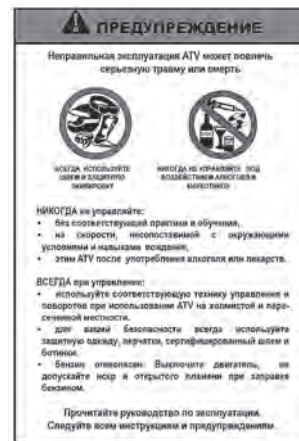 ПРЕДУПРЕЖДЕНИЕ
Неправильная эксплуатация ATV может повлечь
серьезную травму или смерть
ВСЕГДА ИСПОЛЬЗУЙТЕ
ШЛЕМ И ЗАЩИТНУЮ
ЭКИПИРОВКУ
НИКОГДА НЕ УПРАВЛЯЙТЕ ПОД
ВОЗДЕЙСТВИЕМ АЛКОГОЛЯ И
НАРКОТИКОВ
НИКОГДА не управляйте:
• без соответствующей практики и обучения,
• на скорости, несопоставимой с окружающими
условиями и навыками вождения,
• этим ATV после употребления алкоголя или лекарств.
ВСЕГДА при управлении:
• используйте соответствующую технику управления и
поворотов при использовании ATV на холмистой и пере-
сеченной местности.
• для вашей безопасности всегда используйте
защитную одежду, перчатки, сертифицированный шлем и
ботинки.
• бензин огнеопасен. Выключите двигатель, не
допускайте искр и открытого пламени при заправке
бензином.
Прочитайте руководство по эксплуатации.
Следуйте всем инструкциям и предупреждениям.